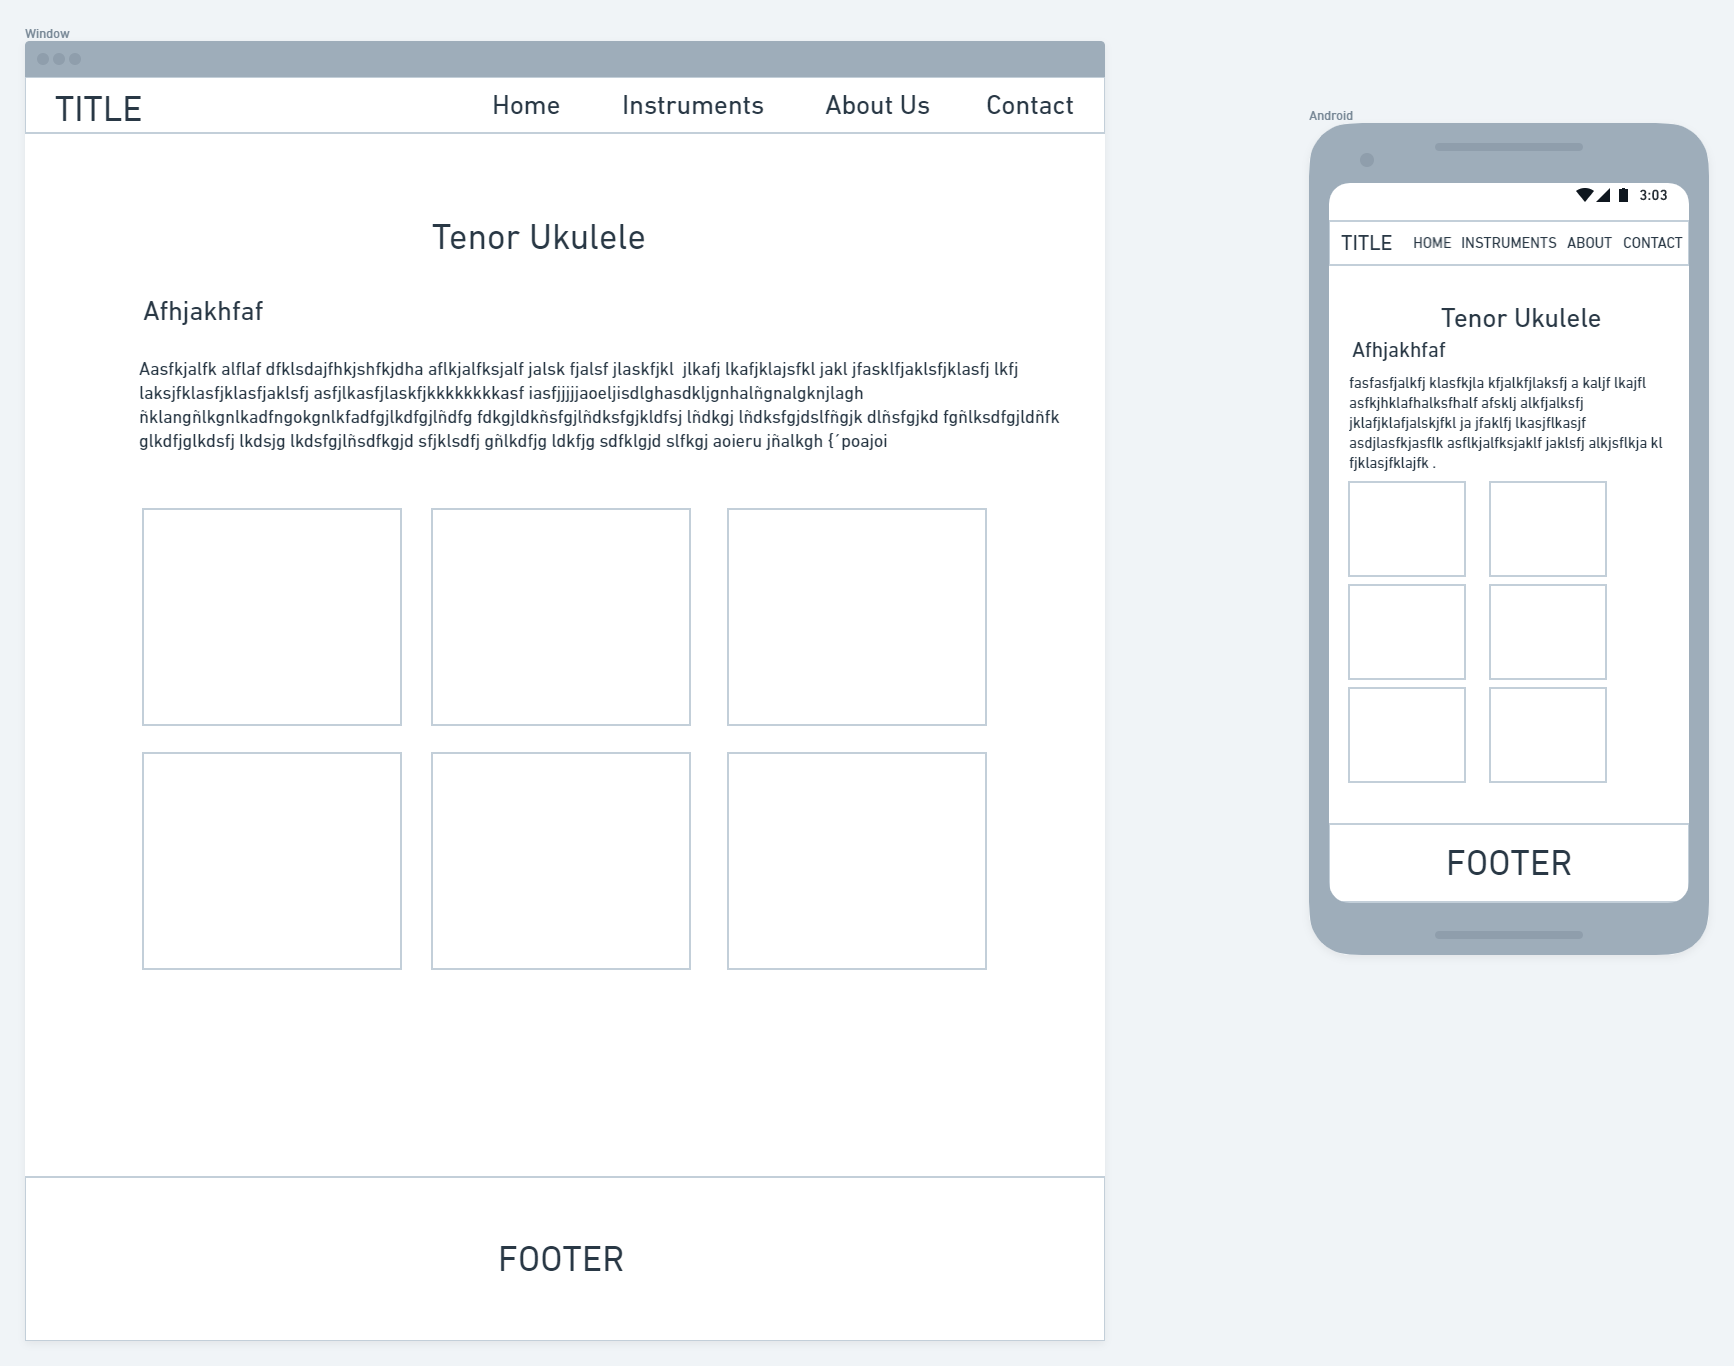 Window
TITLE Home Instruments About Us Contact
Tenor Ukulele
Afhjakhfaf
Aasfkjalfk alflaf dfklsdajfhkjshfkjdha aflkjalfksjalf jalsk fjalsf jlaskfjkl  jlkafj lkafjklajsfkl jakl jfasklfjaklsfjklasfj lkfj
laksjfklasfjklasfjaklsfj asfjlkasfjlaskfjkkkkkkkkasf iasfjjjjjaoeljisdlghasdkljgnhalñgnalgknjlagh
ñklangñlkgnlkadfngokgnlkfadfgjlkdfgjlñdfg fdkgjldkñsfgjlñdksfgjkldfsj lñdkgj lñdksfgjdslfñgjk dlñsfgjkd fgñlksdfgjldñfk
glkdfjglkdsfj lkdsjg lkdsfgjlñsdfkgjd sfjklsdfj gñlkdfjg ldkfjg sdfklgjd slfkgj aoieru jñalkgh {´poajoi
FOOTER
Android
3:03
TITLE HOME INSTRUMENTS ABOUT CONTACT
Tenor Ukulele
Afhjakhfaf
fasfasfjalkfj klasfkjla kfjalkfjlaksfj a kaljf lkajfl
asfkjhklafhalksfhalf afsklj alkfjalksfj
jklafjklafjalskjfkl ja jfaklfj lkasjflkasjf
asdjlasfkjasflk asflkjalfksjaklf jaklsfj alkjsflkja kl
fjklasjfklajfk .
FOOTER